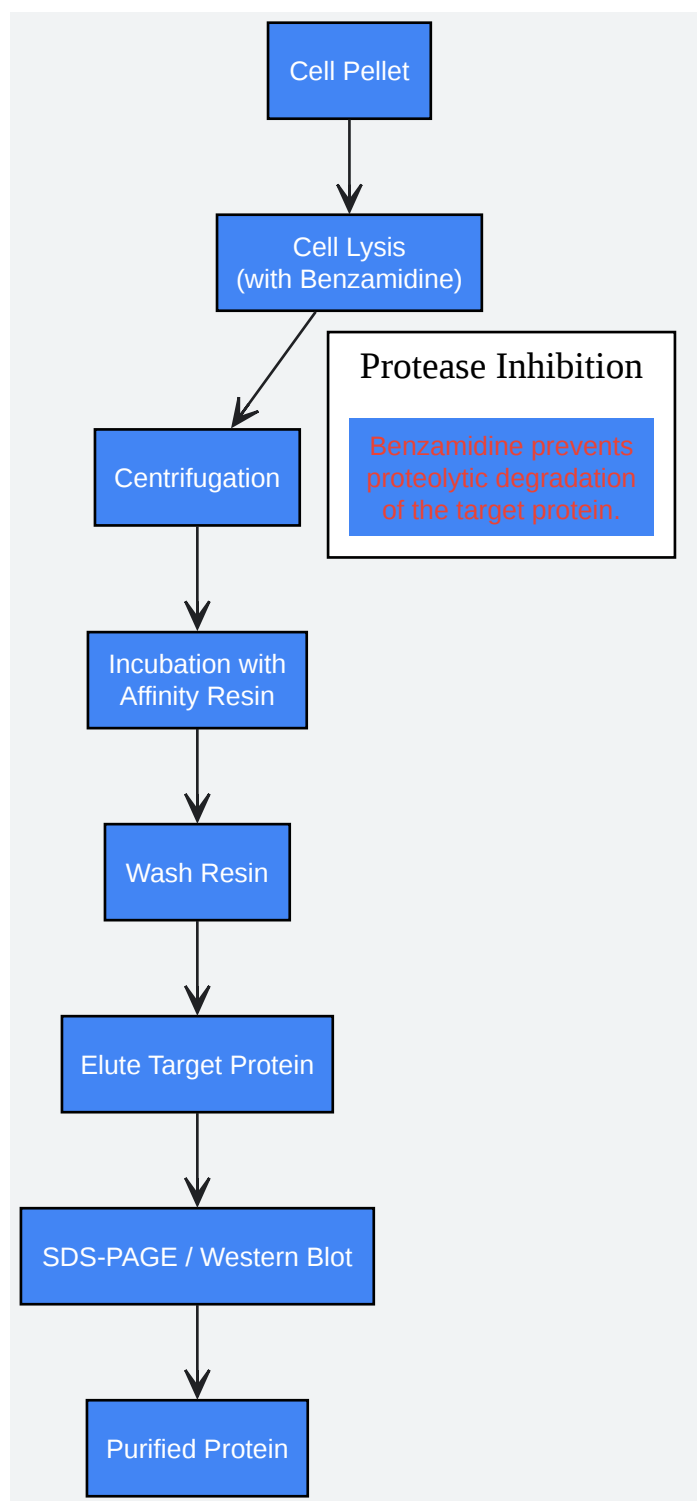 Cell Pellet
Cell Lysis
(with Benzamidine)
Protease Inhibition
Benzamidine prevents
proteolytic degradation
of the target protein.
Centrifugation
Incubation with
Affinity Resin
Wash Resin
Elute Target Protein
SDS-PAGE / Western Blot
Purified Protein